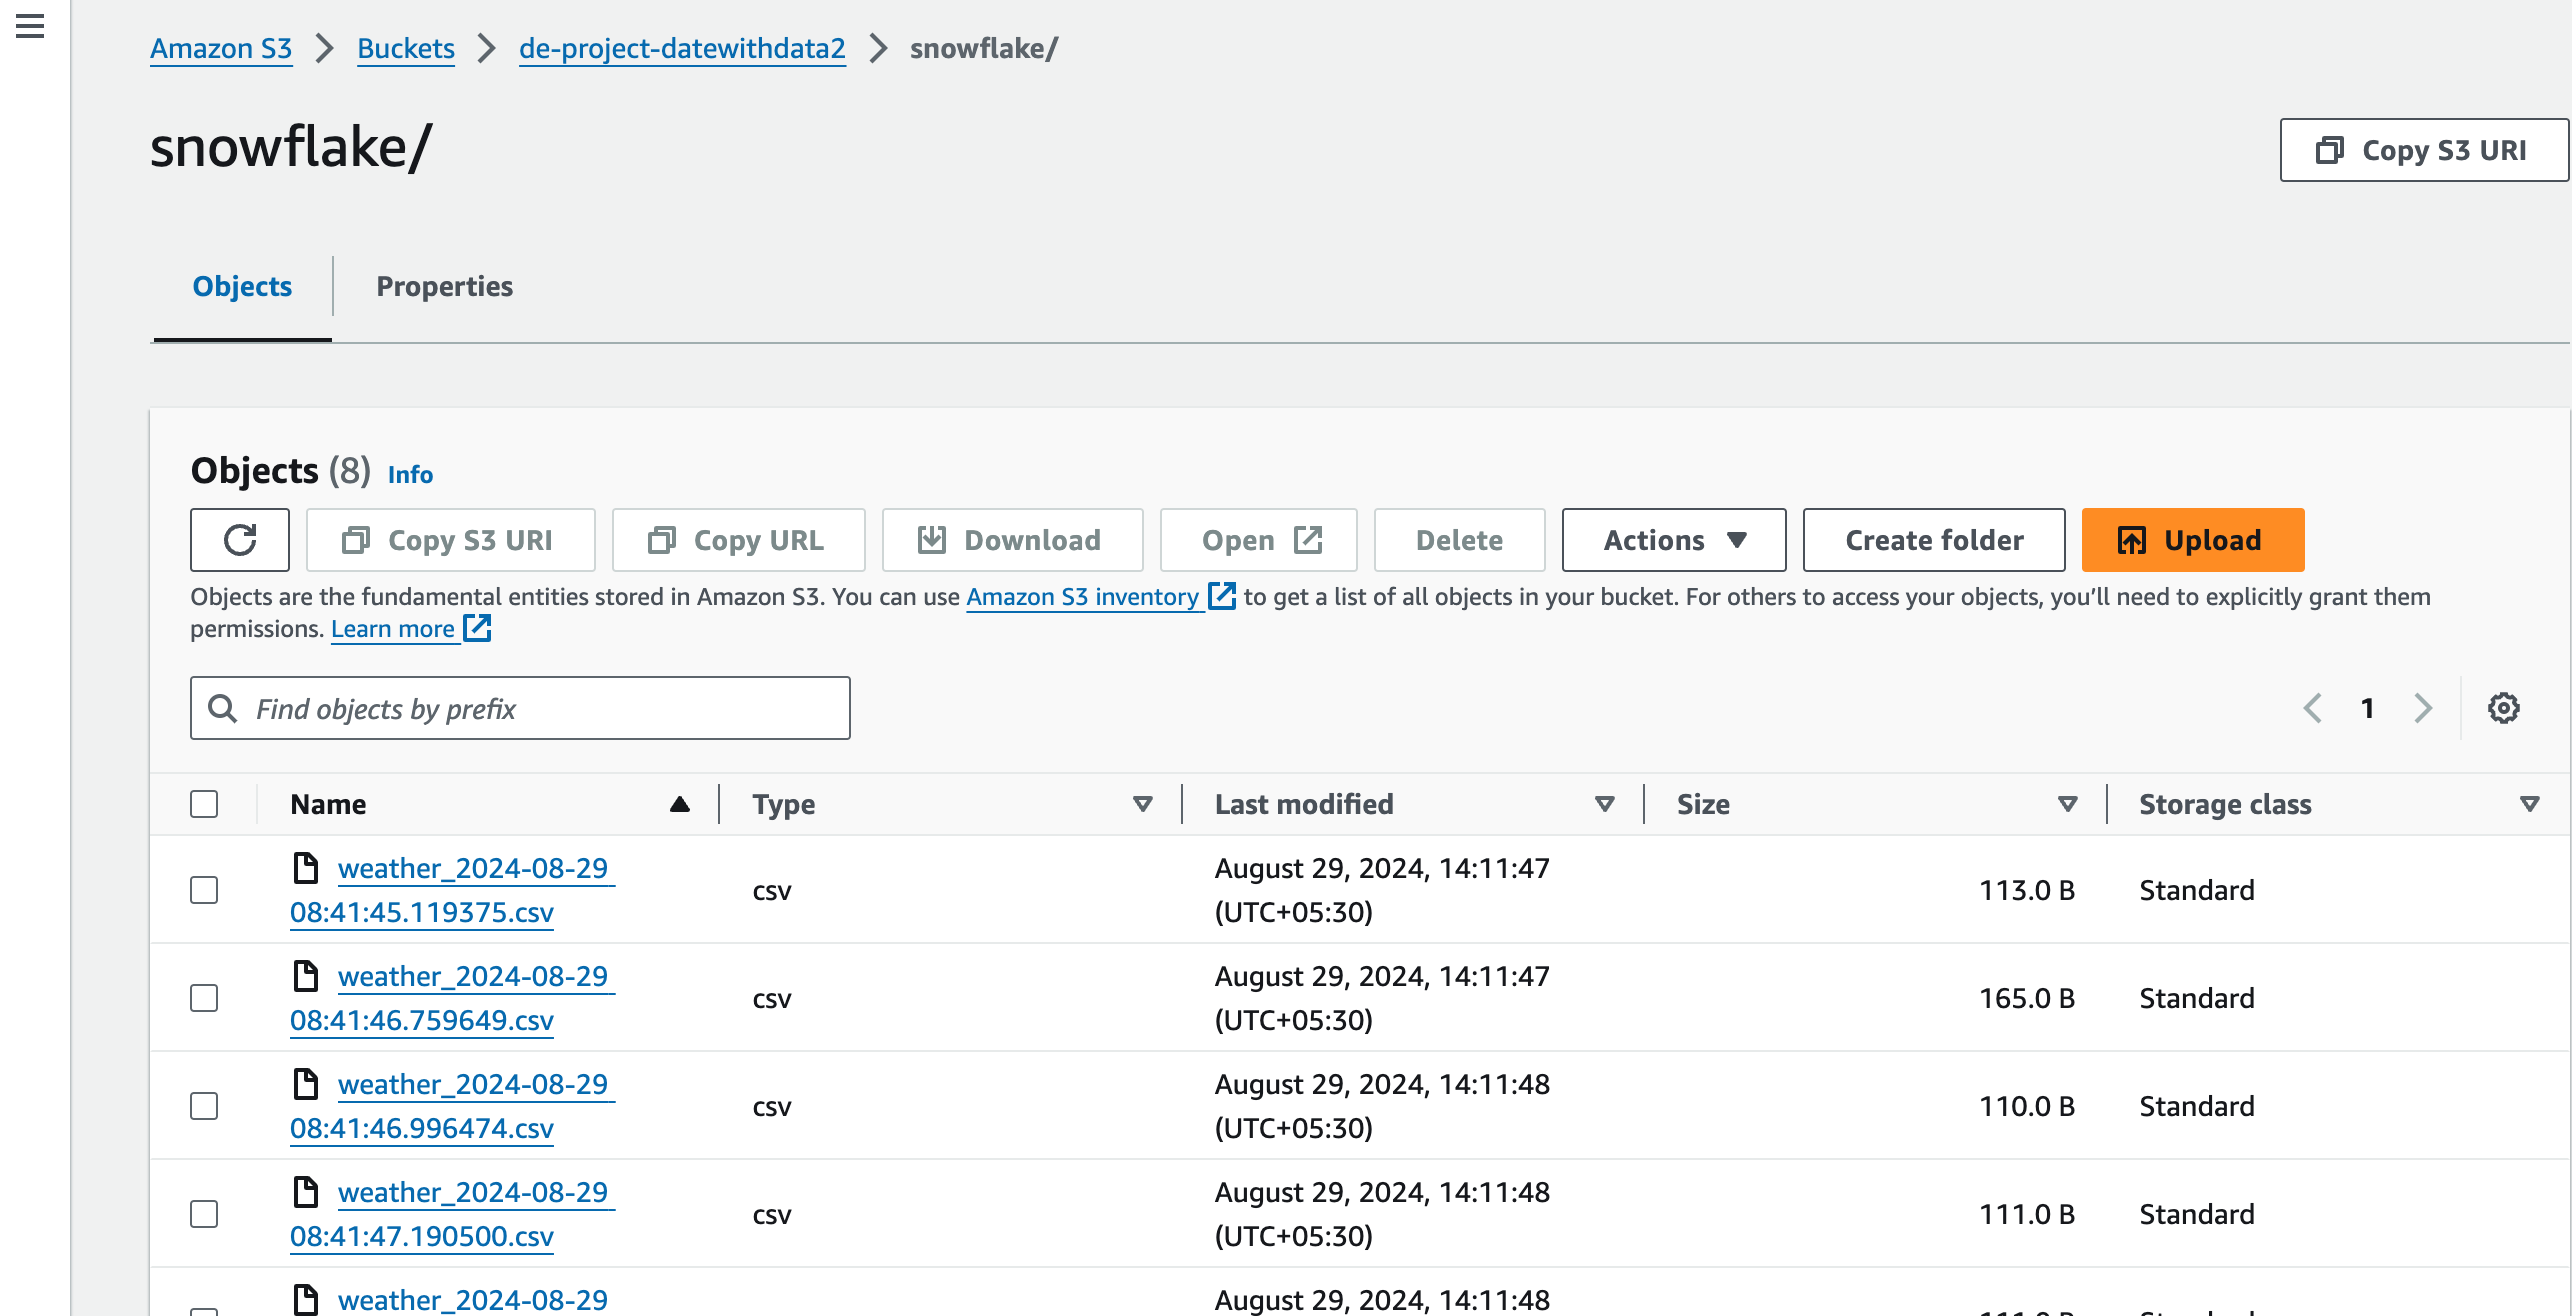 Amazon S3 > Buckets > de-project-datewithdata2 > snowflake/
snowflake/
Copy S3 URI
Objects
Properties
Objects (8) Info
Copy S3 URI Copy URL Download Open Delete Actions Create folder Upload
Objects are the fundamental entities stored in Amazon S3. You can use Amazon S3 inventory to get a list of all objects in your bucket. For others to access your objects, you’ll need to explicitly grant them
permissions. Learn more
Find objects by prefix
1
Name Type Last modified Size Storage class
weather_2024-08-29 August 29, 2024, 14:11:47
csv 113.0 B Standard
08:41:45.119375.csv (UTC+05:30)
weather_2024-08-29 August 29, 2024, 14:11:47
csv 165.0 B Standard
08:41:46.759649.csv (UTC+05:30)
weather_2024-08-29 August 29, 2024, 14:11:48
csv 110.0 B Standard
08:41:46.996474.csv (UTC+05:30)
weather_2024-08-29 August 29, 2024, 14:11:48
csv 111.0 B Standard
08:41:47.190500.csv (UTC+05:30)
weather_2024-08-29 August 29, 2024, 14:11:48